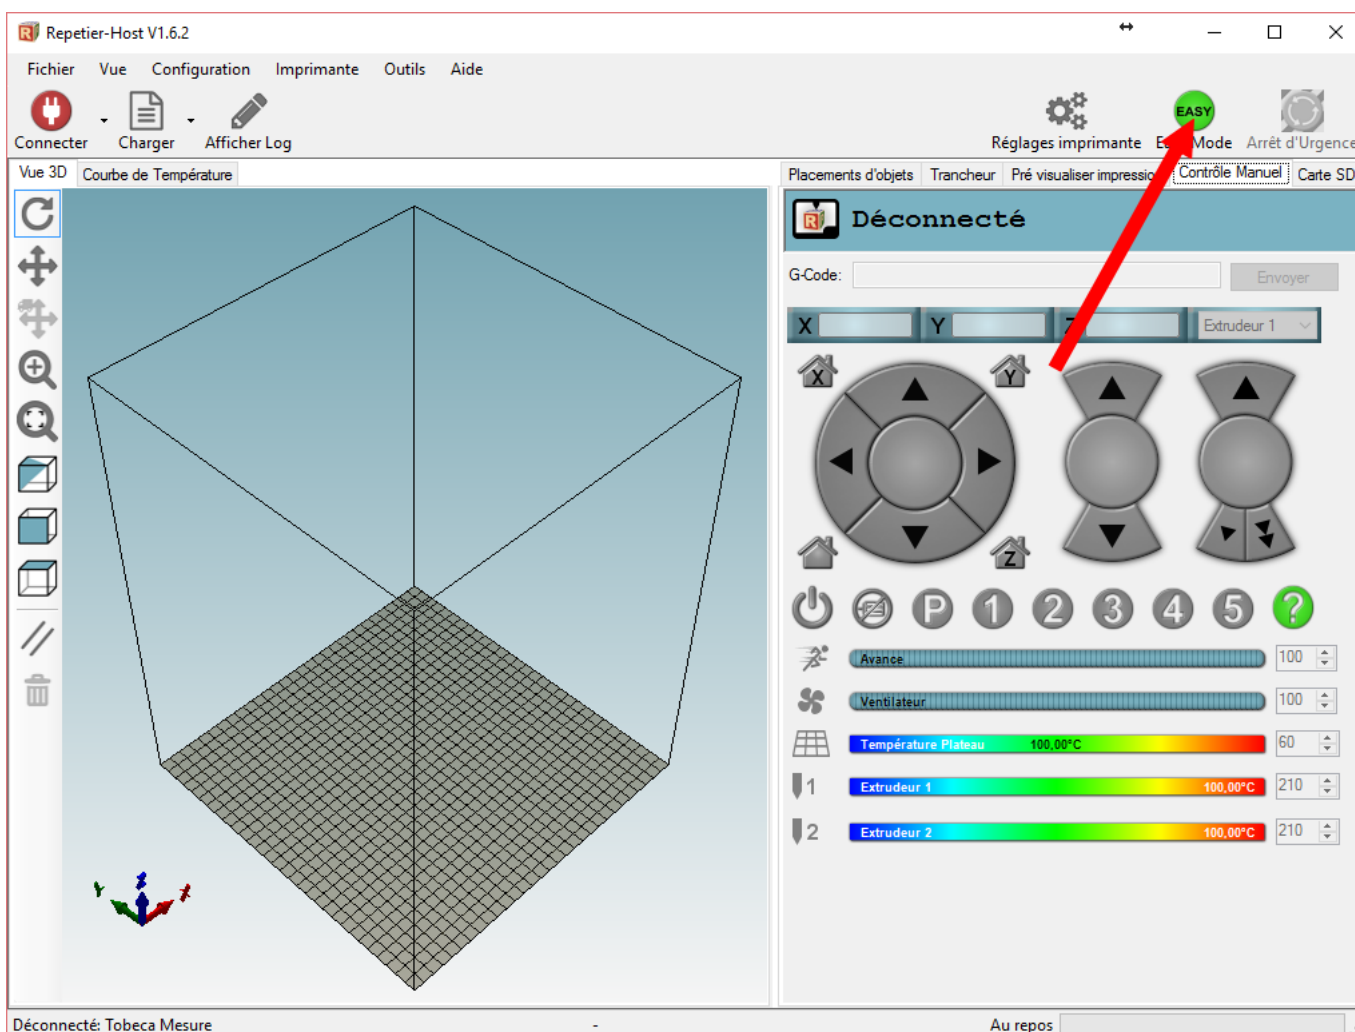 Repetier-Host V1.6.2
Fichier Vue Configuration Imprimante Outils Aide
EASY
Connecter Charger Afficher Log Réglages imprimante Mode Arrêt d'Urgence
Vue 3D Courbe de Température Placements d'objets Trancheur Pré visualiser Contrôle Manuel Carte SD
R Déconnecté
G-Code: Envoyer
X Y Z Extrudeur 1
X Y
Z
P 1 2 3 4 5 ?
Avance 100
Ventilateur 100
Température Plateau 100,00°C 60
1 Extrudeur 1 100,00°C 210
2 Extrudeur 2 100,00°C 210
Déconnecté: Tobeca Mesure - Au repos